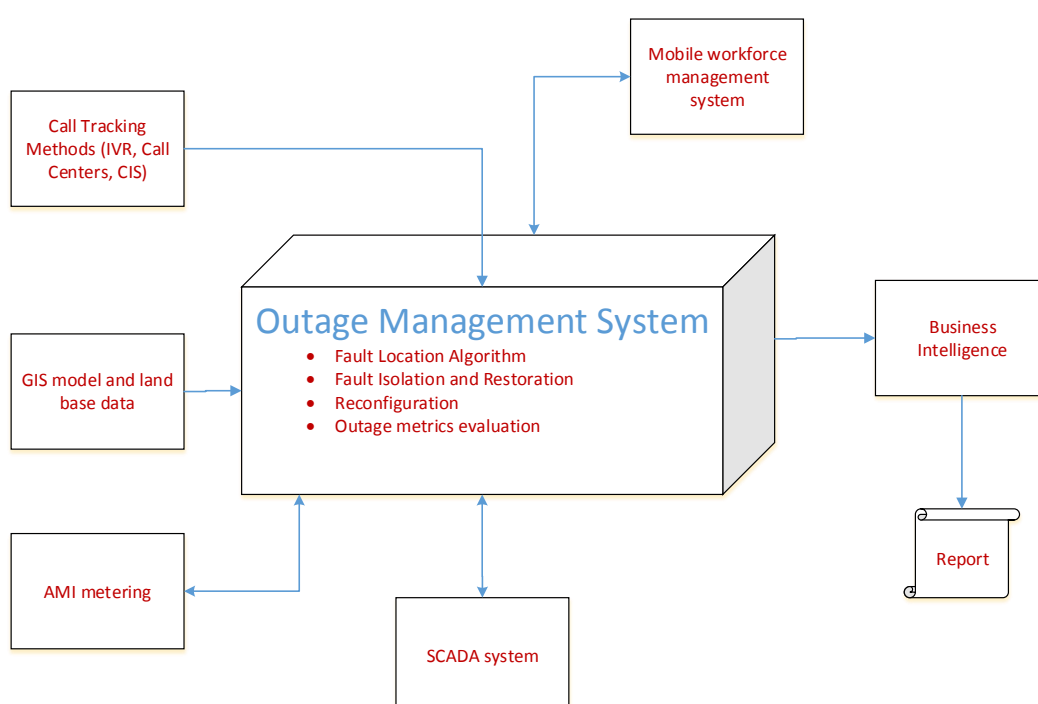 Mobile workforce
management
system
Call Tracking
Methods (IVR, Call
Centers, CIS)
Outage Management System
• Fault Location Algorithm
• Fault Isolation and Restoration
• Reconfiguration
• Outage metrics evaluation
GIS model and land
base data
Business
Intelligence
AMI metering
SCADA system
Report